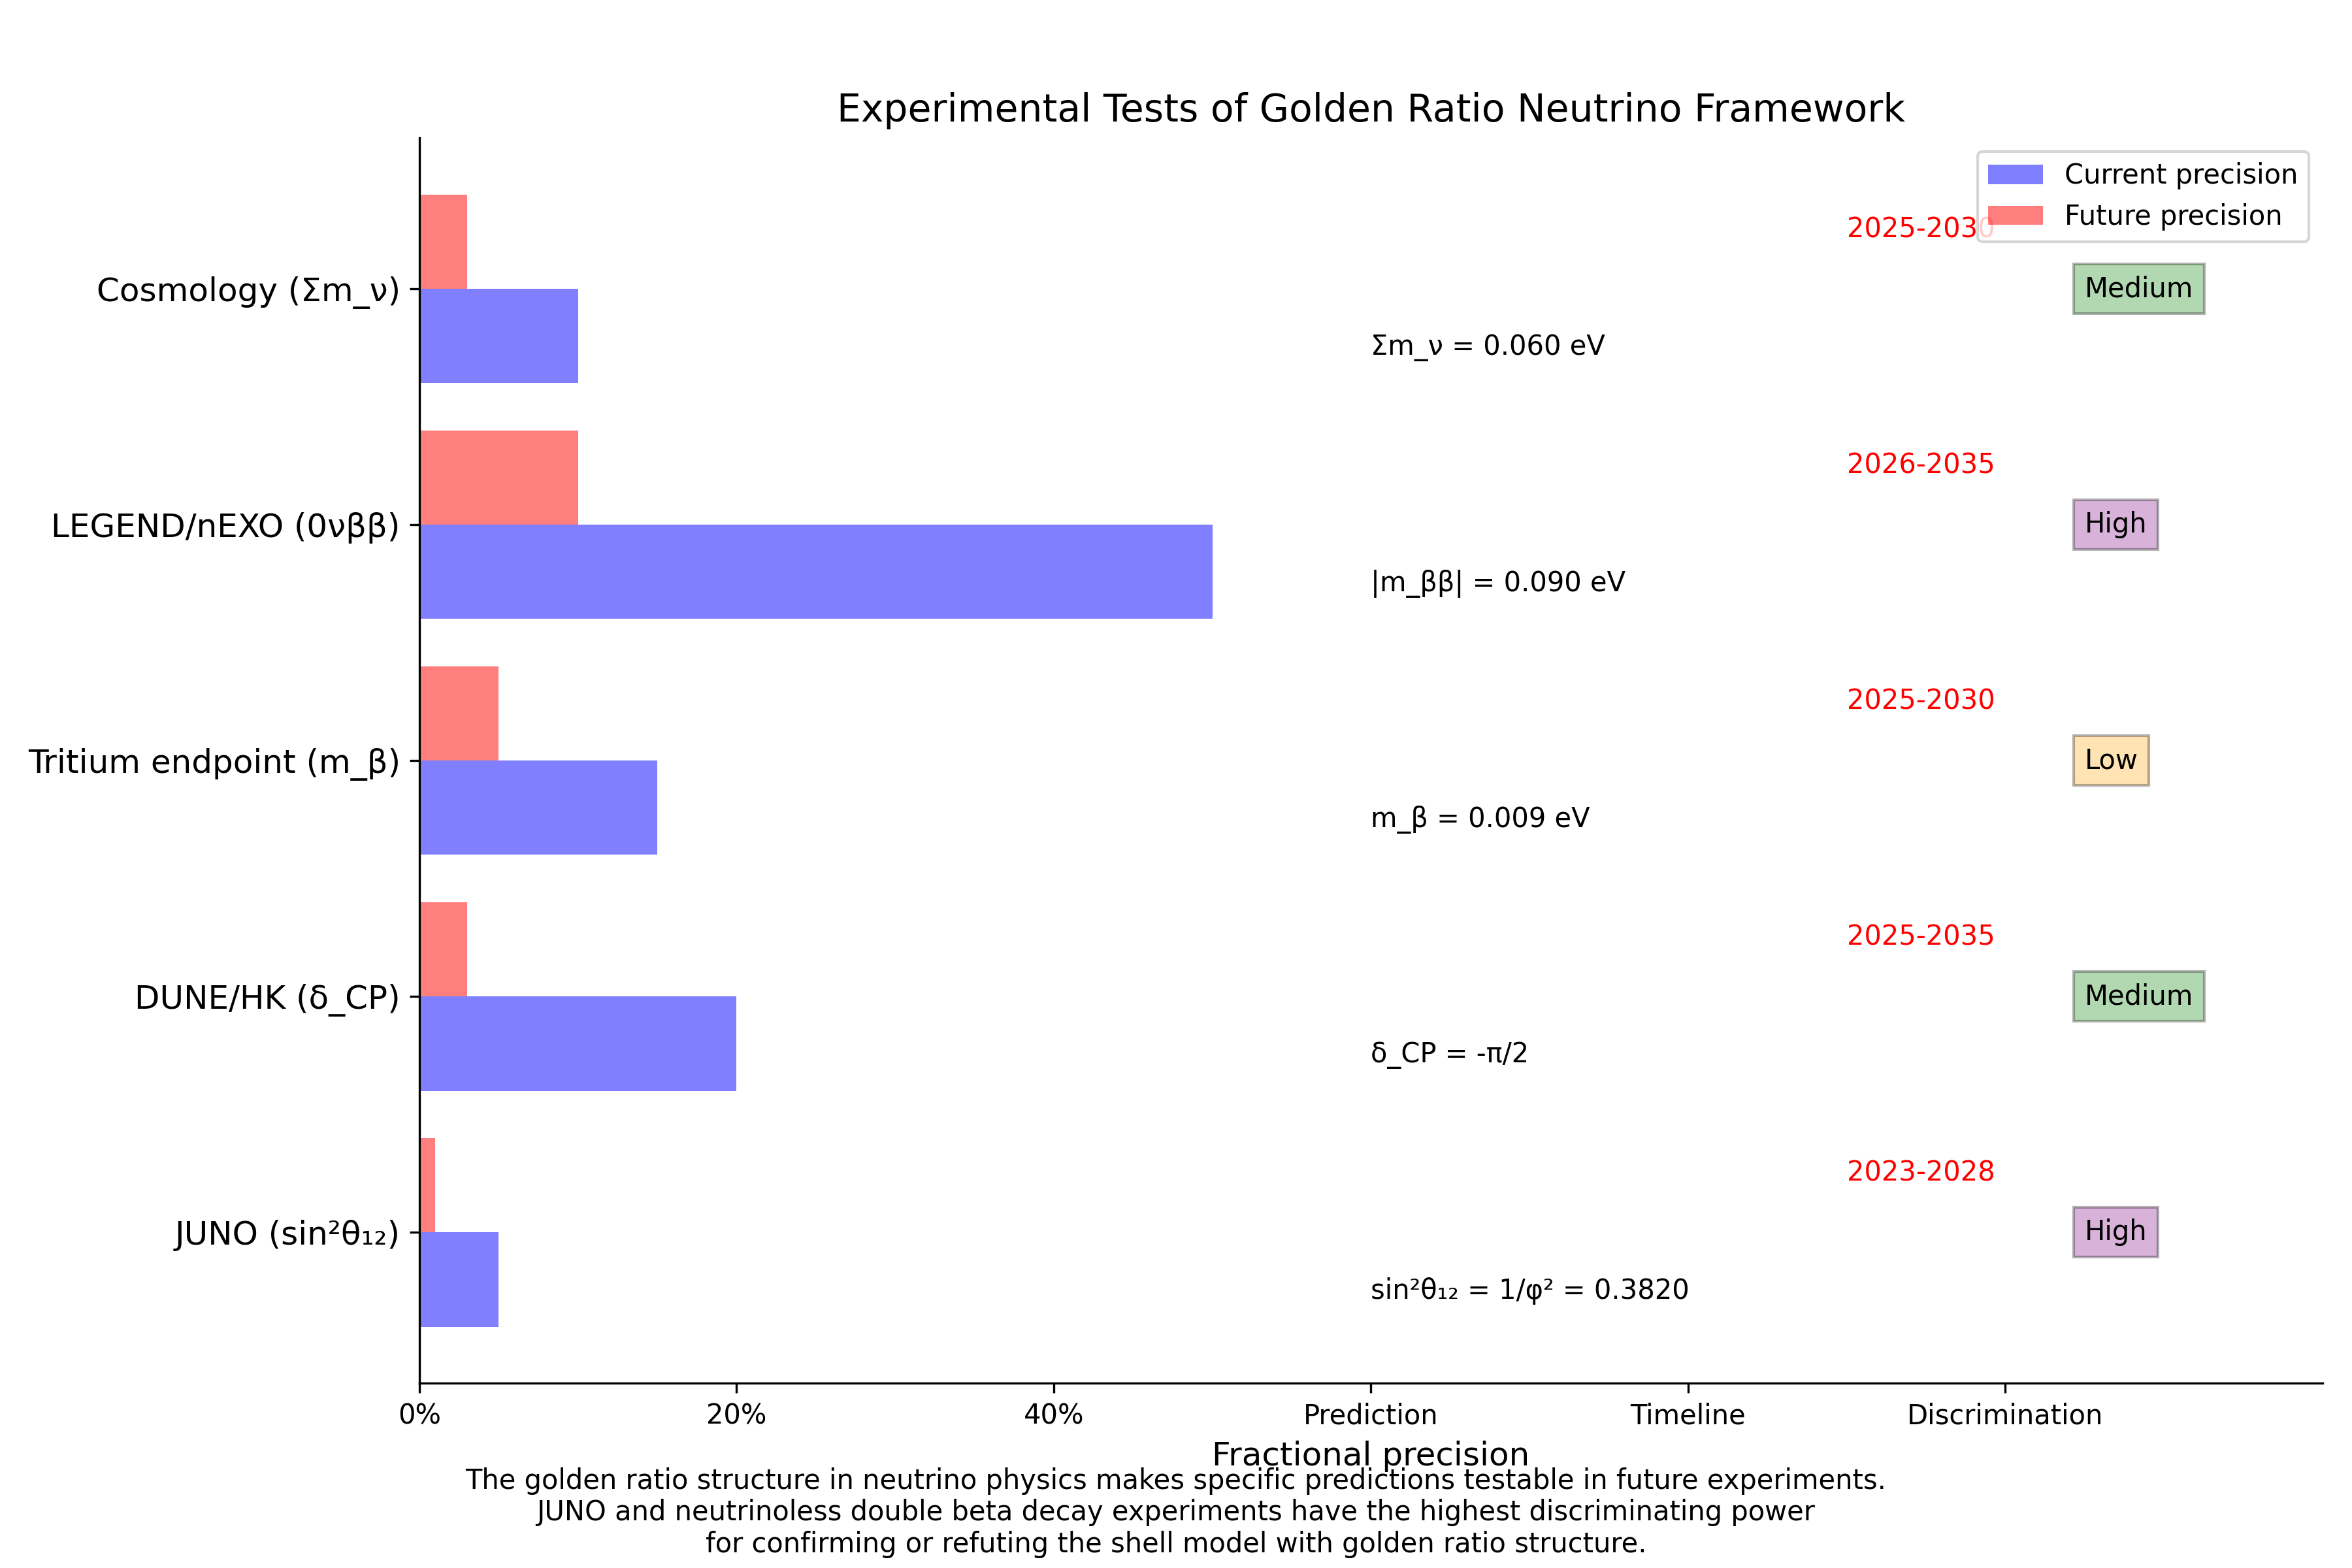 Experimental Tests of Golden Ratio Neutrino Framework
Current precision
Future precision
2025-2030
Cosmology (Σm_ν)
Medium
Σm_ν = 0.060 eV
2026-2035
LEGEND/nEXO (0νββ)
High
|m_ββ| = 0.090 eV
2025-2030
Tritium endpoint (m_β)
Low
m_β = 0.009 eV
2025-2035
DUNE/HK (δ_CP)
Medium
δ_CP = -π/2
2023-2028
JUNO (sin²θ₁₂)
High
sin²θ₁₂ = 1/φ² = 0.3820
0% 20% 40% Prediction Timeline Discrimination
Fractional precision
The golden ratio structure in neutrino physics makes specific predictions testable in future experiments.
JUNO and neutrinoless double beta decay experiments have the highest discriminating power
for confirming or refuting the shell model with golden ratio structure.